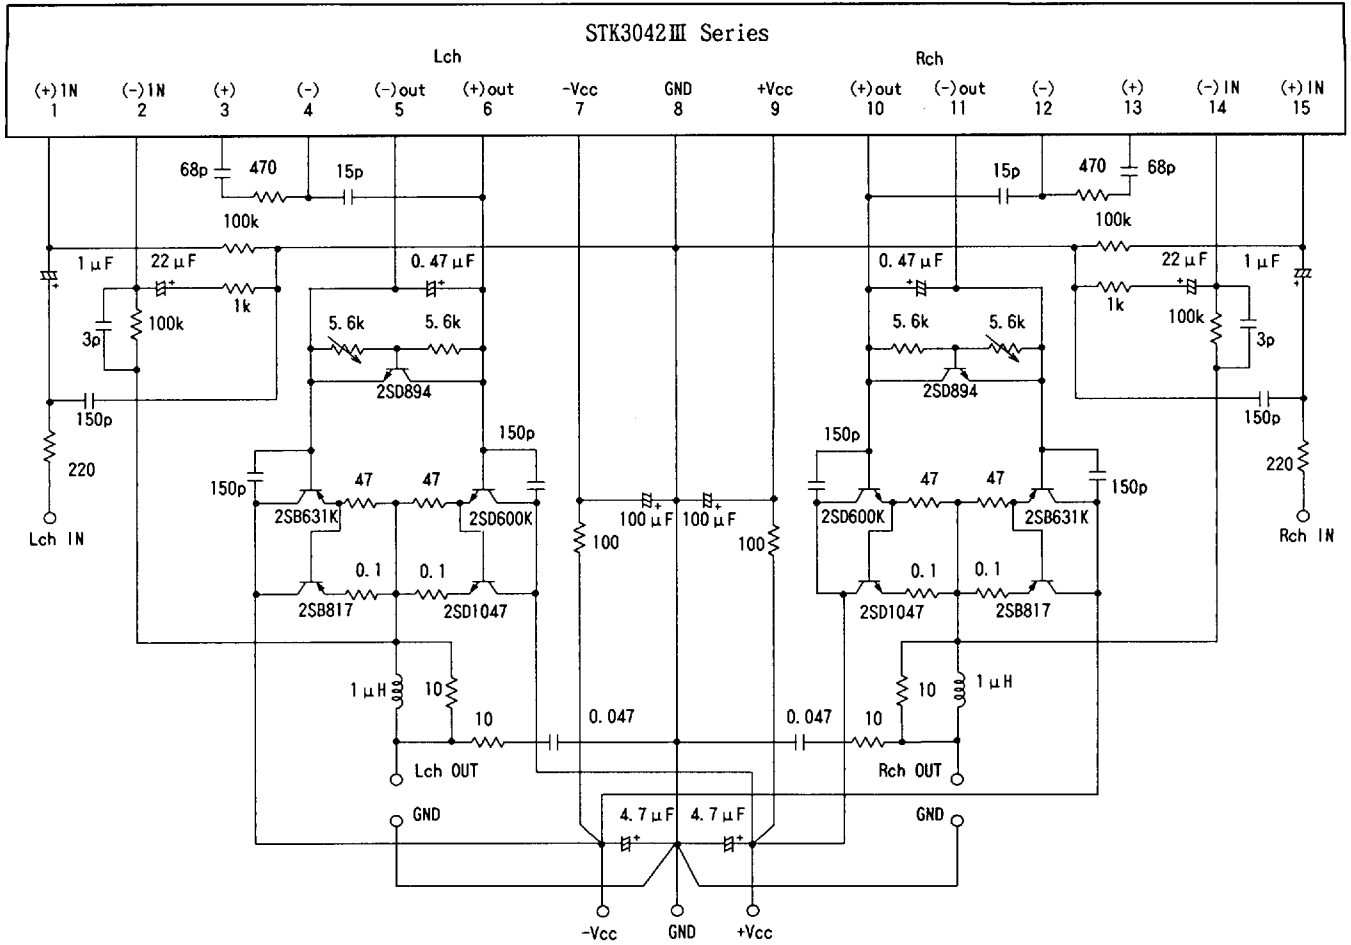 STK3042Ⅲ Series
Lch Rch
(+)IN (-)IN (+) (-) (-)out (+)out -Vcc GND +Vcc (+)out (-)out (-) (+) (-)IN (+)IN
1 2 3 4 5 6 7 8 9 10 11 12 13 14 15
68p 470 15p 15p 470 68p
100k 100k
1μF 22μF 0.47μF 0.47μF 22μF 1μF
1k 1k
3p 100k 5.6k 5.6k 5.6k 5.6k 100k 3p
2SD894 2SD894
150p 150p
150p 150p
220 150p 47 47 47 47 150p 220
2SB631K 2SD600K 100μF 100μF 2SD600K 2SB631K
Lch IN 100 100 Rch IN
0.1 0.1 0.1 0.1
2SB817 2SD1047 2SD1047 2SB817
1μH 10 10 1μH
10 0.047 0.047 10
Lch OUT Rch OUT
GND 4.7μF 4.7μF GND
-Vcc GND +Vcc